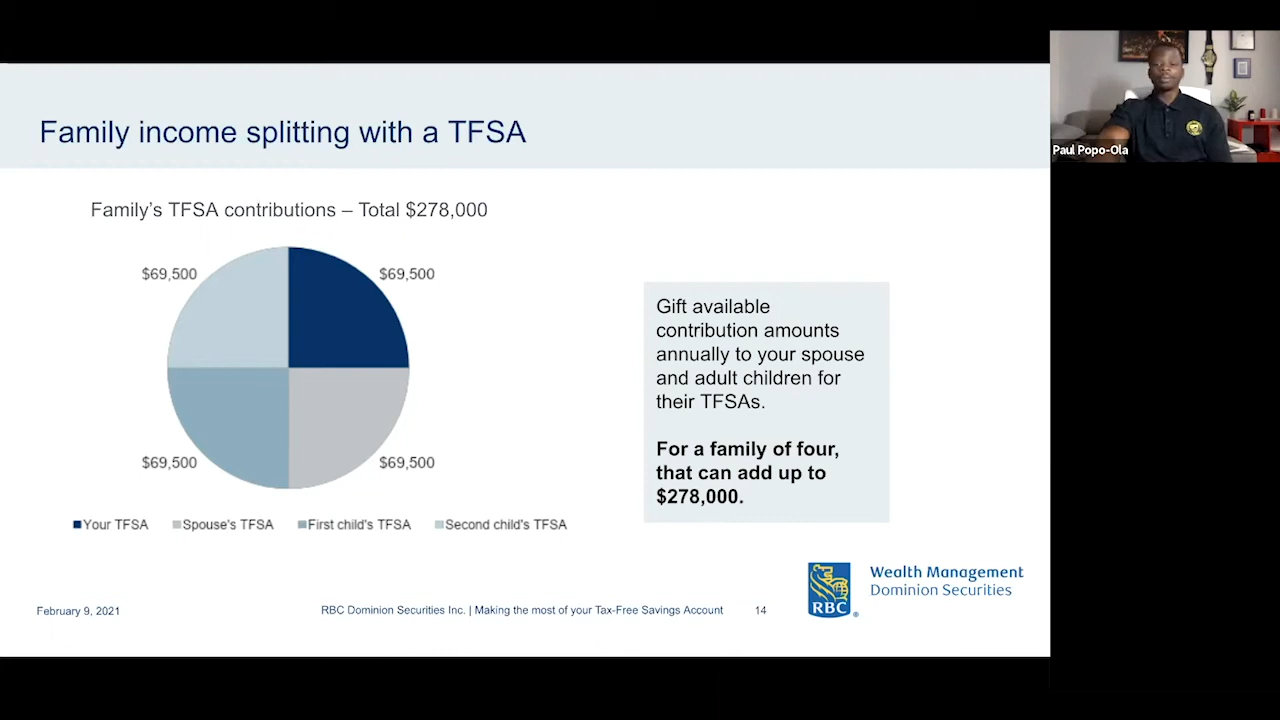 Family income splitting with a TFSA
Paul Popo-Ola
Family’s TFSA contributions – Total $278,000
$69,500
$69,500
$69,500
$69,500
Your TFSA
Spouse's TFSA
First child's TFSA
Second child's TFSA
Gift available
contribution amounts
annually to your spouse
and adult children for
their TFSAs.
For a family of four,
that can add up to
$278,000.
RBC
®
Wealth Management
Dominion Securities
February 9, 2021
RBC Dominion Securities Inc. | Making the most of your Tax-Free Savings Account
14